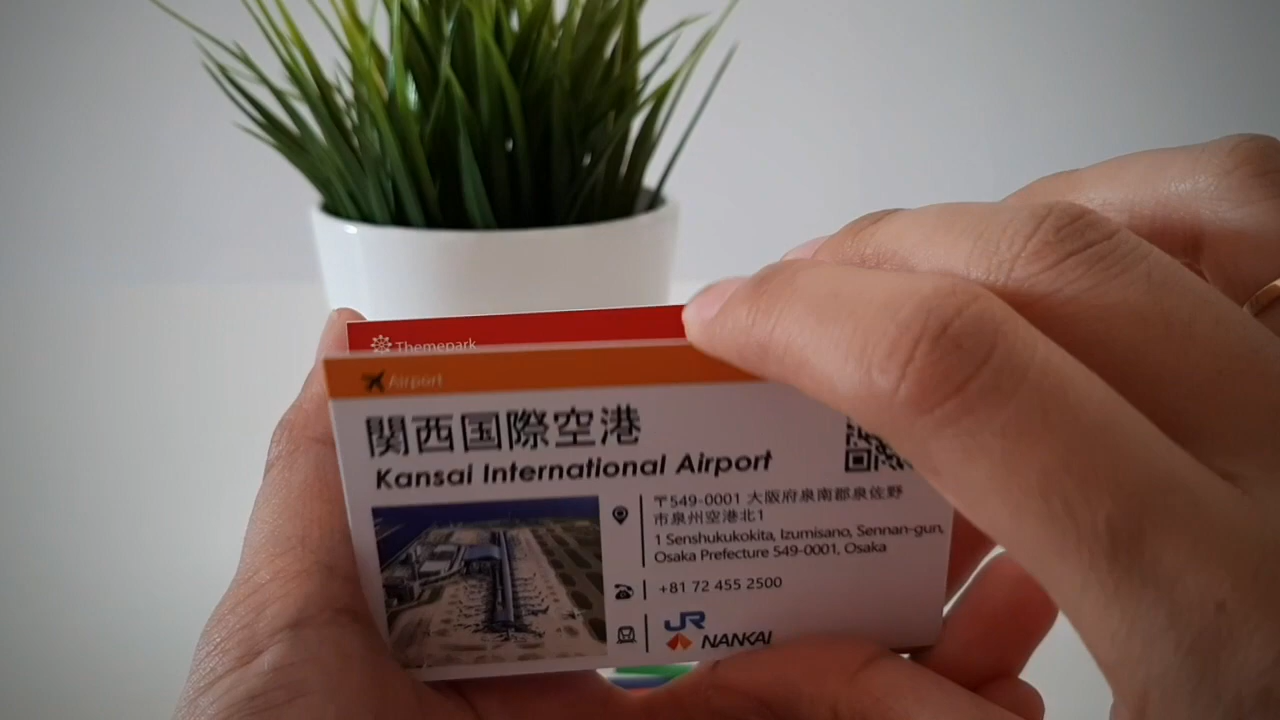 Themepark
Airport
関西国際空港
Kansai International Airport
〒549-0001 大阪府泉南郡泉佐野
市泉州空港北1
1 Senshukukokita, Izumisano, Sennan-gun,
Osaka Prefecture 549-0001, Osaka
+81 72 455 2500
JR
NANKAI